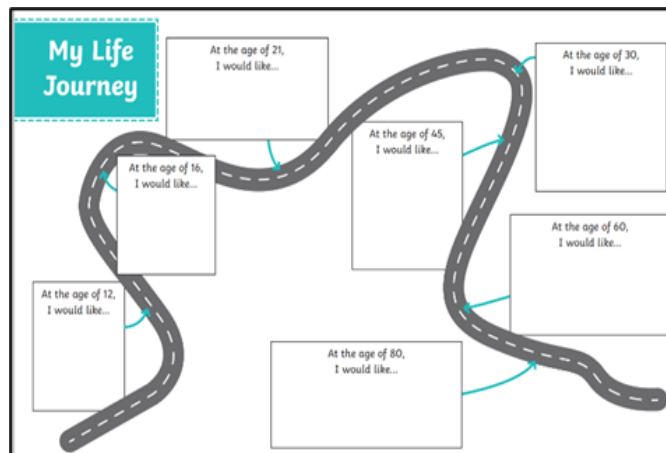 My Life
Journey
At the age of 21,
I would like...
At the age of 30,
I would like...
At the age of 45,
I would like...
At the age of 16,
I would like...
At the age of 60,
I would like...
At the age of 12,
I would like...
At the age of 80,
I would like...